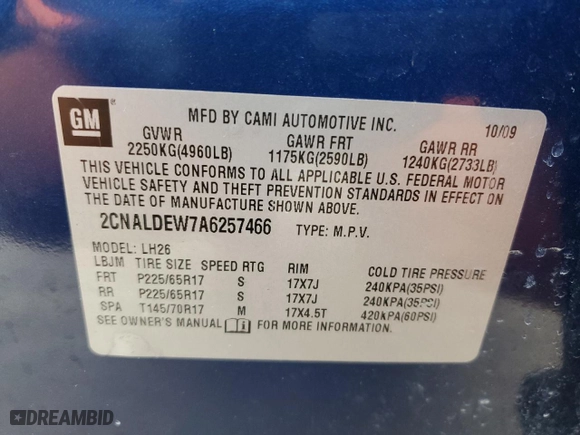 GM
MFD BY CAMI AUTOMOTIVE INC. 10/09
GVWR GAWR FRT GAWR RR
2250KG(4960LB) 1175KG(2590LB) 1240KG(2733LB)
THIS VEHICLE CONFORMS TO ALL APPLICABLE U.S. FEDERAL MOTOR
VEHICLE SAFETY AND THEFT PREVENTION STANDARDS IN EFFECT ON
THE DATE OF MANUFACTURE SHOWN ABOVE.
2CNALDEW7A6257466 TYPE: M.P.V.
MODEL: LH26
LBJM TIRE SIZE SPEED RTG RIM COLD TIRE PRESSURE
FRT P225/65R17 S 17X7J 240KPA(35PSI)
RR P225/65R17 S 17X7J 240KPA(35PSI)
SPA T145/70R17 M 17X4.5T 420KPA(60PSI)
SEE OWNER'S MANUAL FOR MORE INFORMATION
DREAMBID